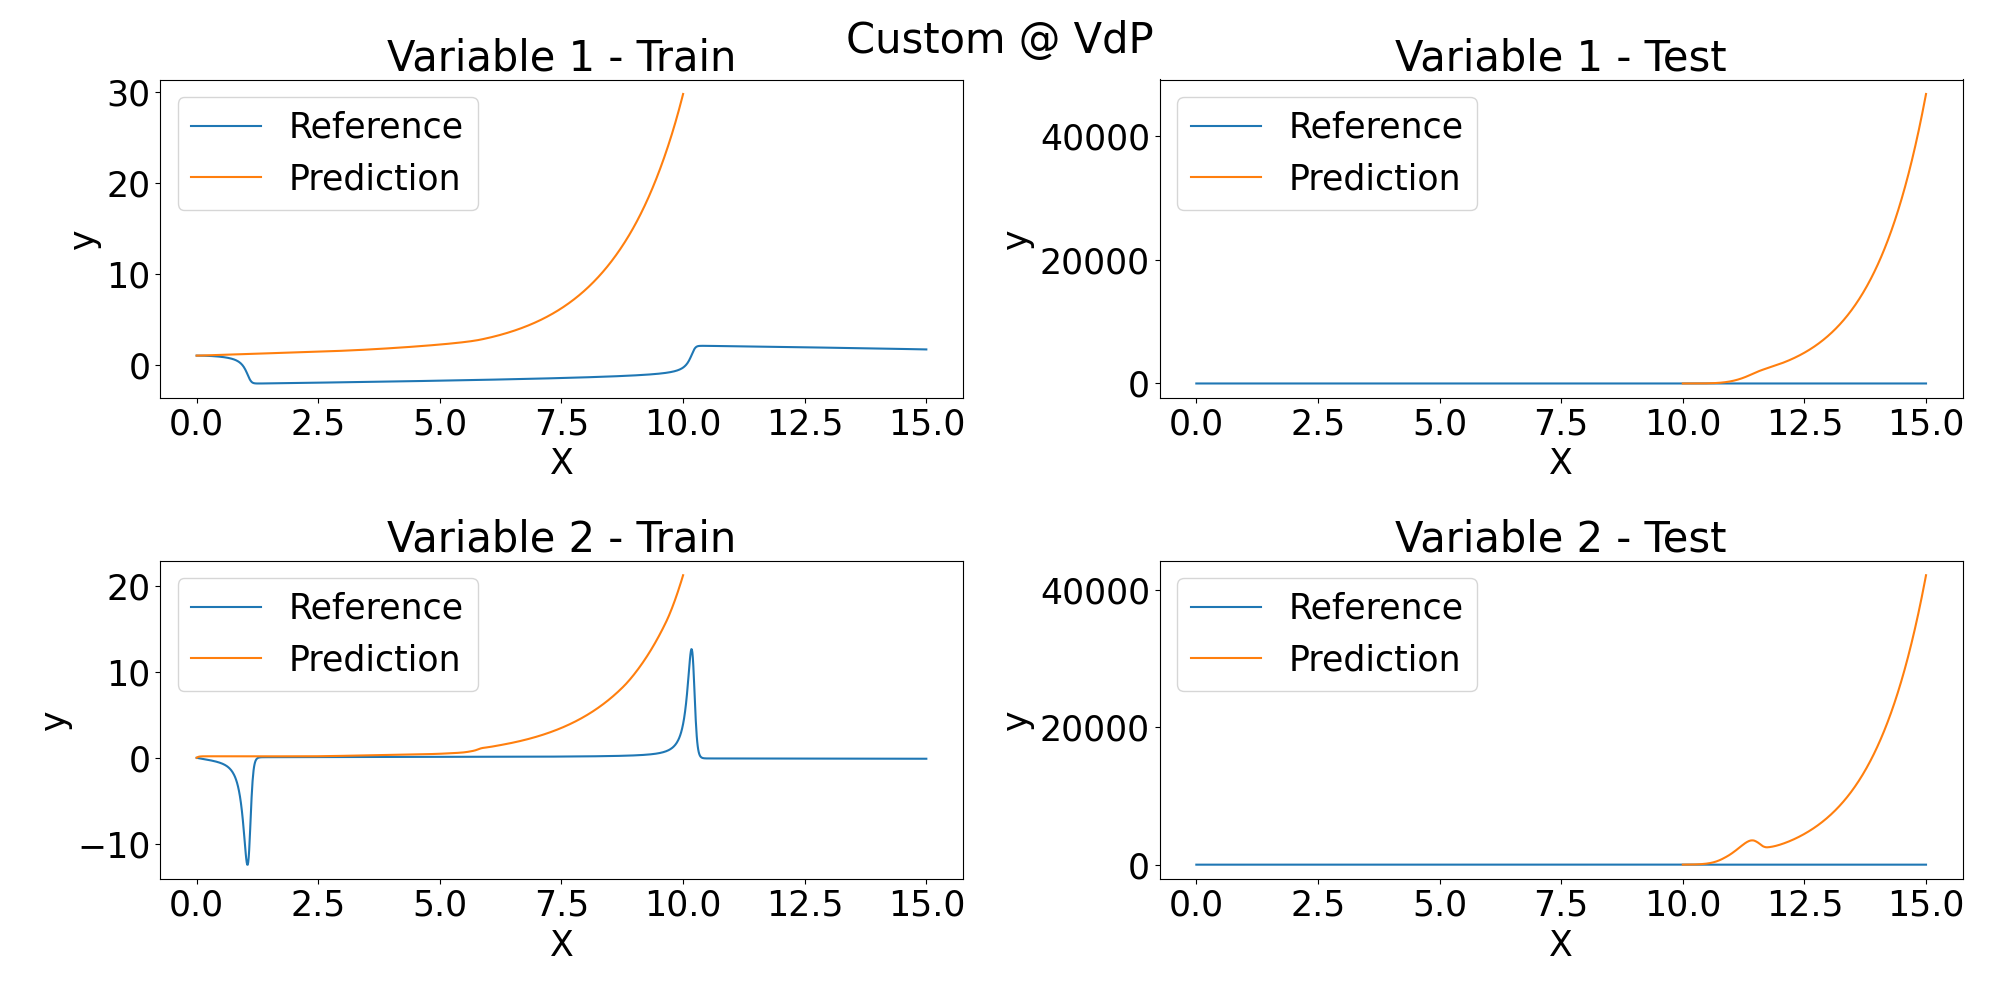 Custom @ VdP
Variable 1 - Train
30
20
10
0
y
Reference
Prediction
0.0 2.5 5.0 7.5 10.0 12.5 15.0
X
Variable 1 - Test
40000
20000
0
y
Reference
Prediction
0.0 2.5 5.0 7.5 10.0 12.5 15.0
X
Variable 2 - Train
20
10
0
−10
y
Reference
Prediction
0.0 2.5 5.0 7.5 10.0 12.5 15.0
X
Variable 2 - Test
40000
20000
0
y
Reference
Prediction
0.0 2.5 5.0 7.5 10.0 12.5 15.0
X